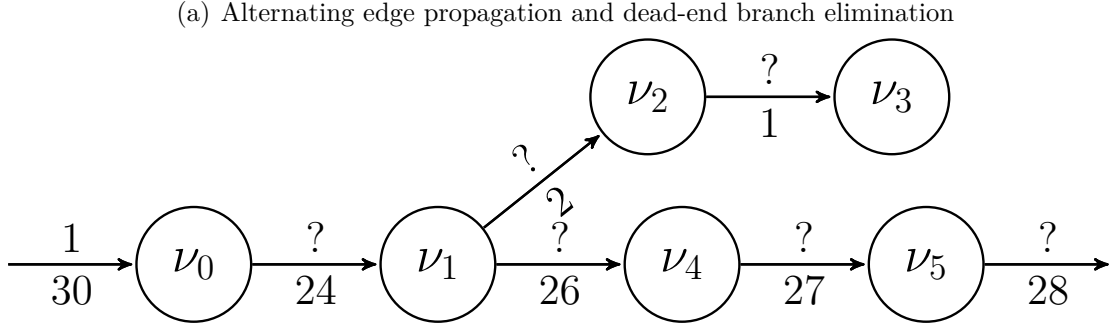 (a) Alternating edge propagation and dead-end branch elimination
? 
ν2 ν3
1
?
2
1 ? ? ? ?
ν0 ν1 ν4 ν5
30 24 26 27 28